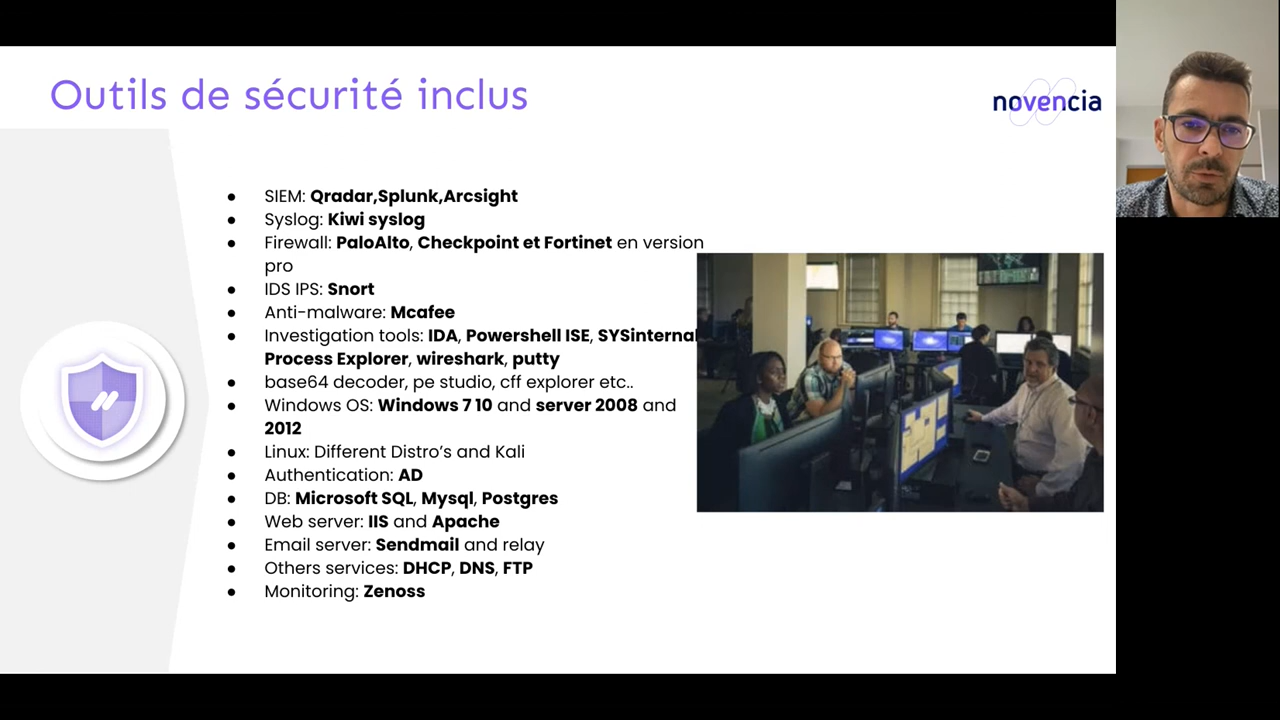 Outils de sécurité inclus
novencia
● SIEM: Qradar,Splunk,Arcsight
● Syslog: Kiwi syslog
● Firewall: PaloAlto, Checkpoint et Fortinet en version
pro
● IDS IPS: Snort
● Anti-malware: Mcafee
● Investigation tools: IDA, Powershell ISE, SYSinternal
Process Explorer, wireshark, putty
● base64 decoder, pe studio, cff explorer etc..
● Windows OS: Windows 7 10 and server 2008 and
2012
● Linux: Different Distro’s and Kali
● Authentication: AD
● DB: Microsoft SQL, Mysql, Postgres
● Web server: IIS and Apache
● Email server: Sendmail and relay
● Others services: DHCP, DNS, FTP
● Monitoring: Zenoss